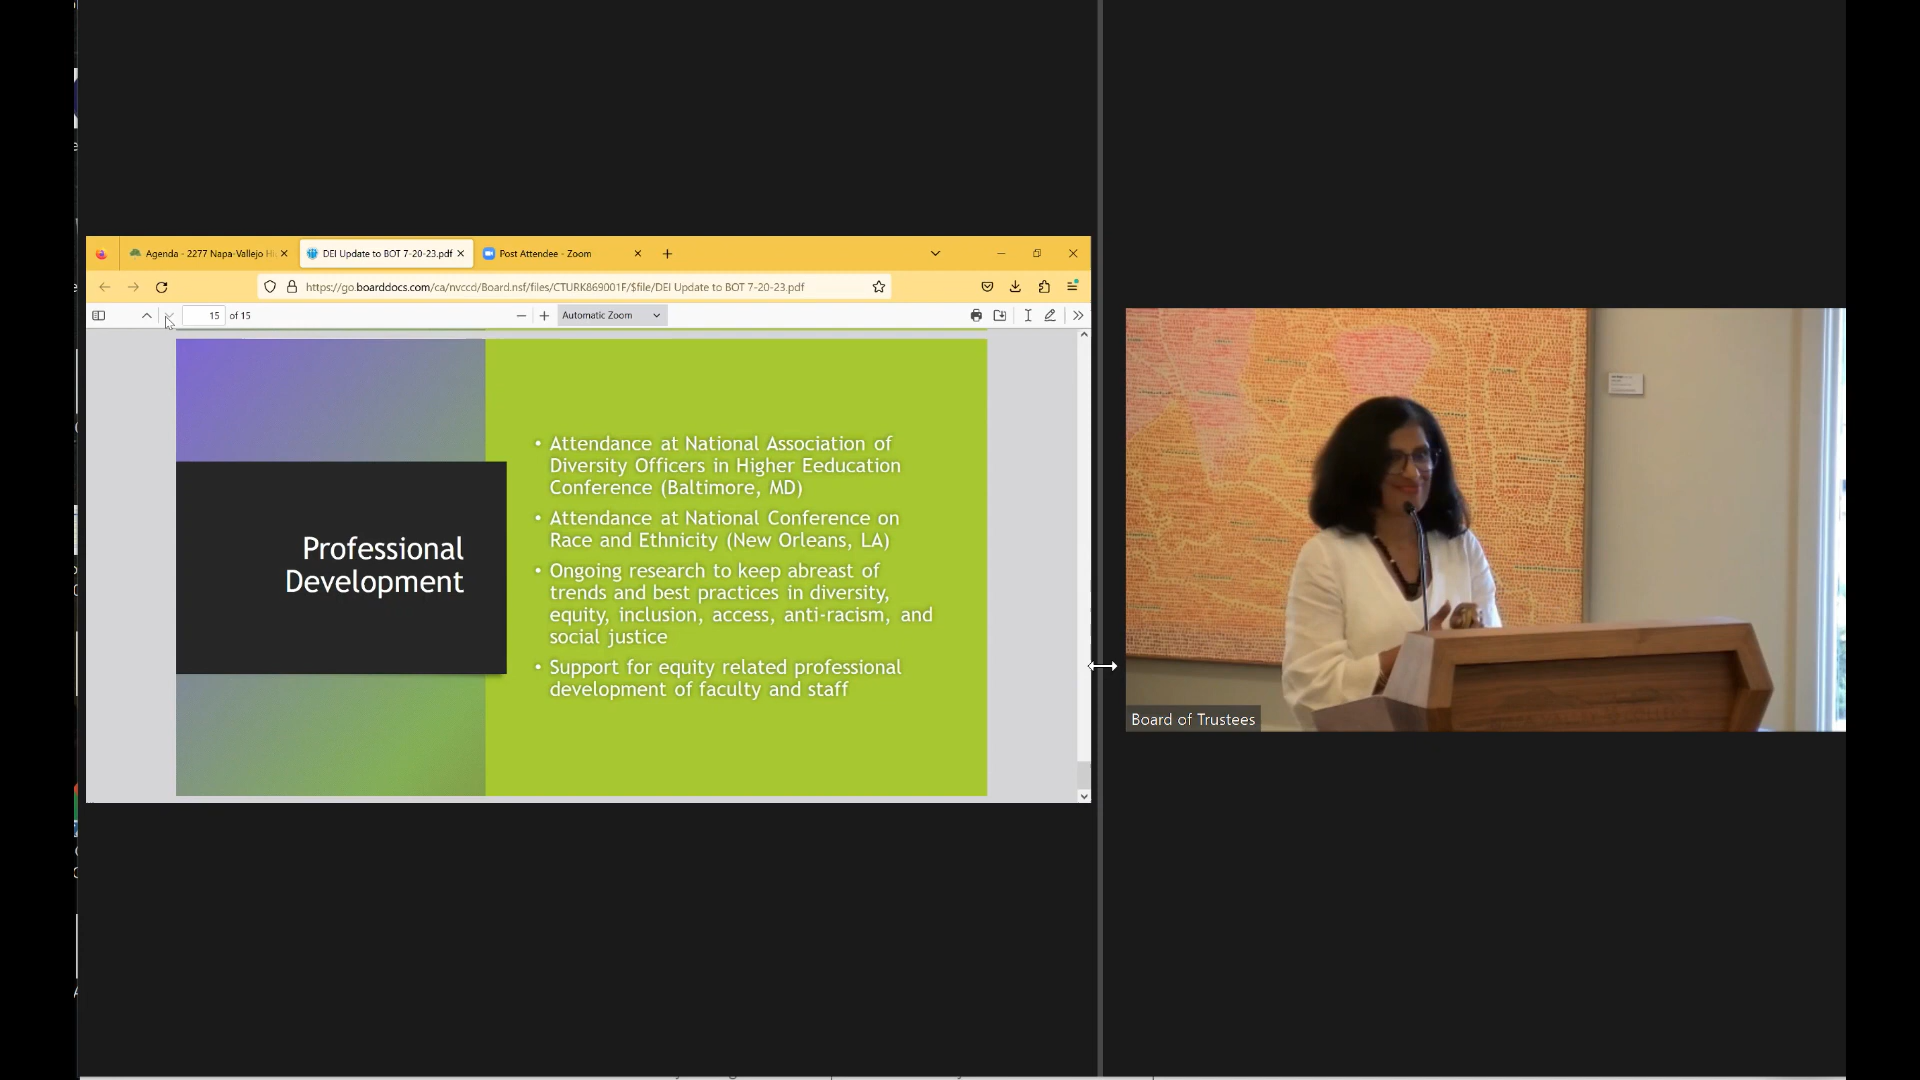 Agenda - 2277 Napa-Vallejo Hi
DEI Update to BOT 7-20-23.pdf
Post Attendee - Zoom
https://go.boarddocs.com/ca/nvccd/Board.nsf/files/CTURK869001F/$file/DEI Update to BOT 7-20-23.pdf
15 of 15
Automatic Zoom
Professional
Development
• Attendance at National Association of
Diversity Officers in Higher Eeducation
Conference (Baltimore, MD)
• Attendance at National Conference on
Race and Ethnicity (New Orleans, LA)
• Ongoing research to keep abreast of
trends and best practices in diversity,
equity, inclusion, access, anti-racism, and
social justice
• Support for equity related professional
development of faculty and staff
Board of Trustees